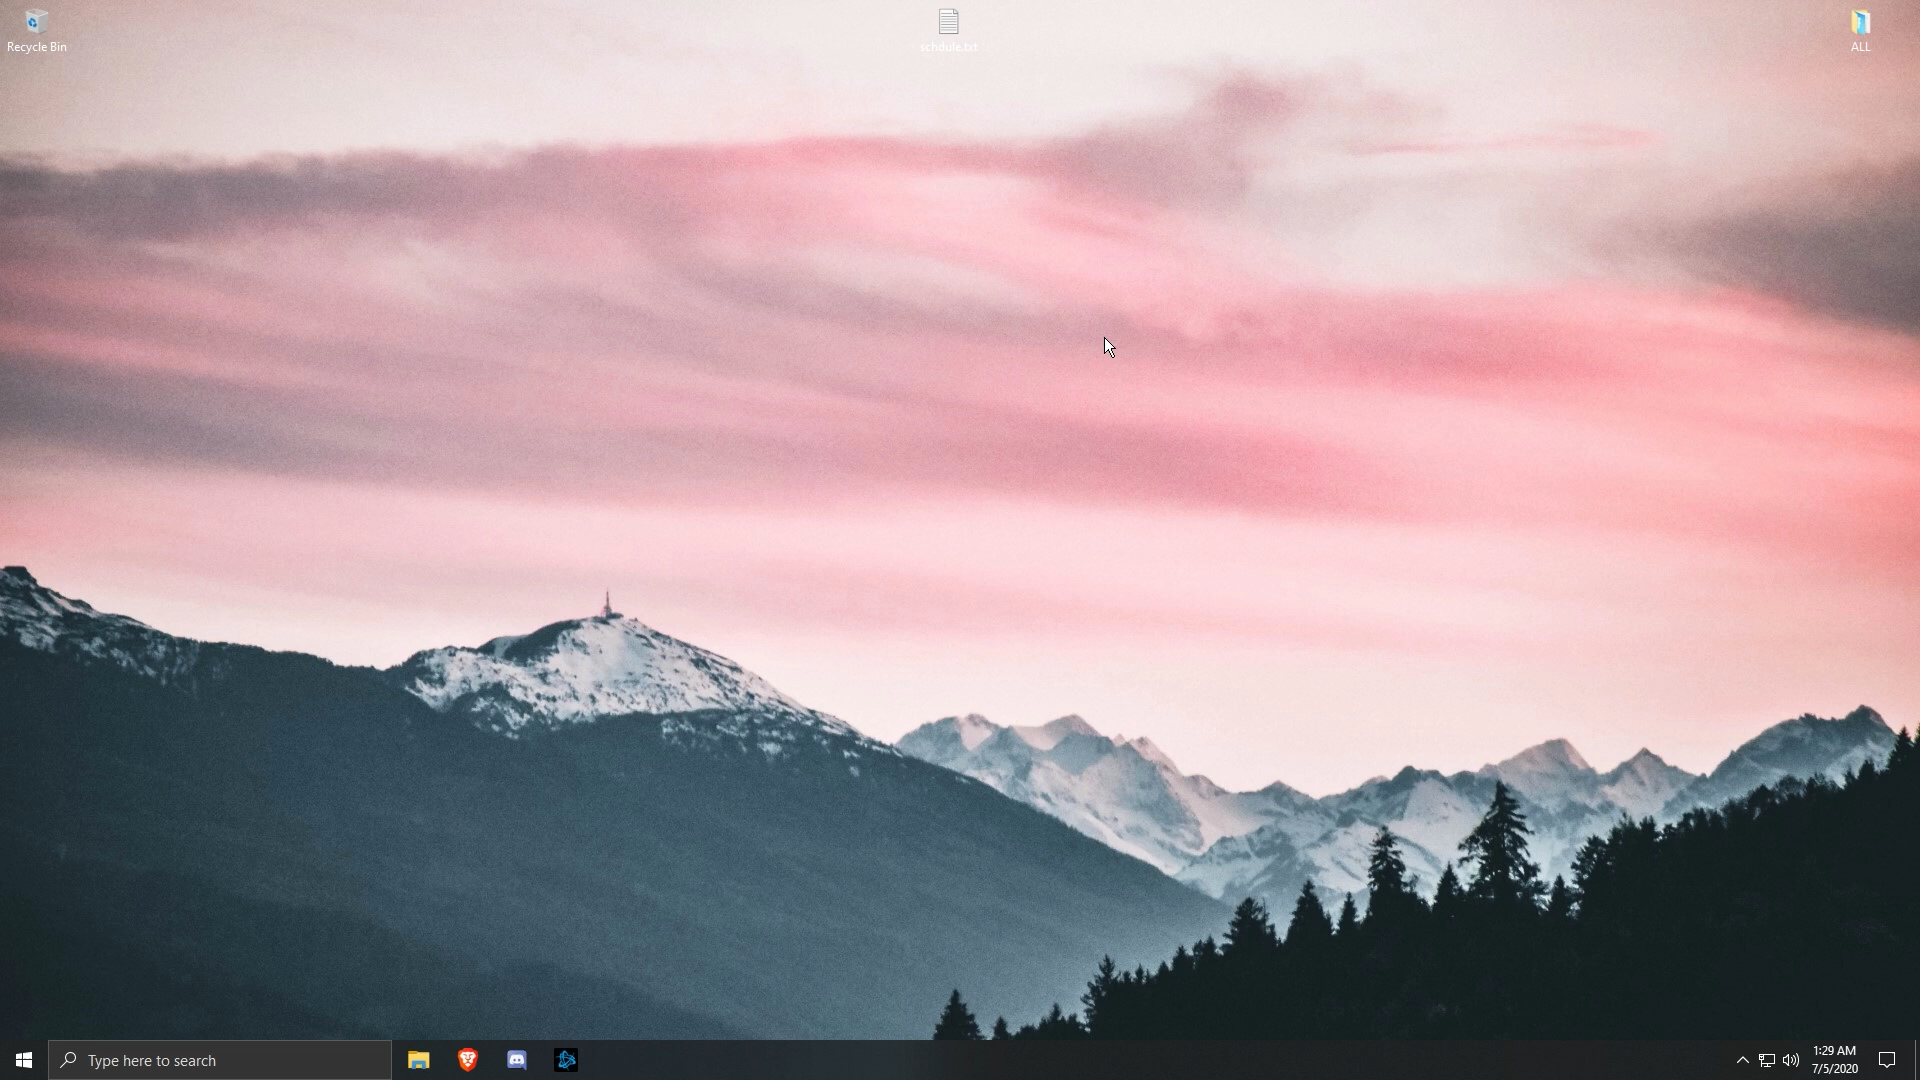 Recycle Bin
schdule.txt
ALL
Type here to search
1:29 AM
7/5/2020